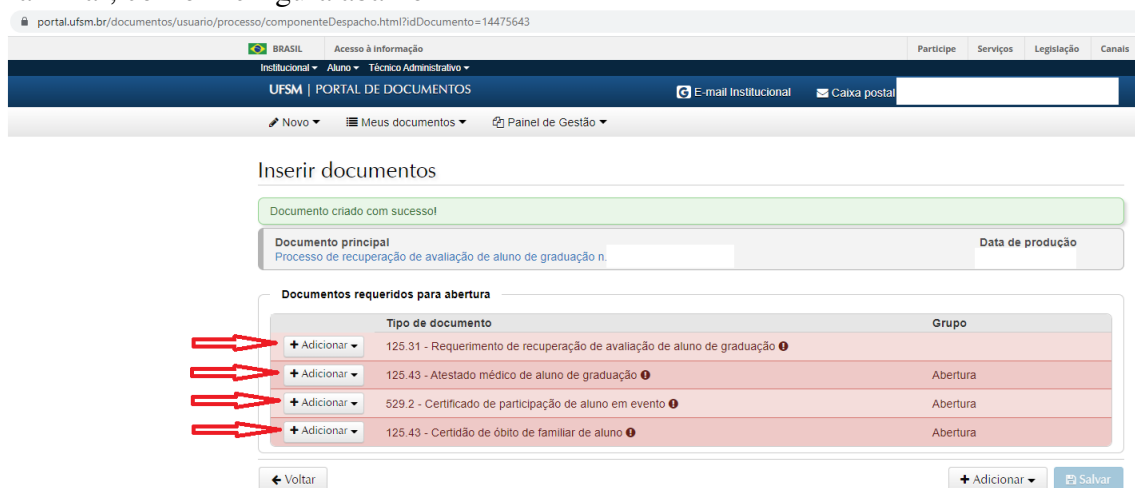 portal.ufsm.br/documentos/usuario/processo/componenteDespacho.html?idDocumento=14475643
BRASIL Acesso à informação Participe Serviços Legislação Canais
Institucional Aluno Técnico Administrativo
UFSM | PORTAL DE DOCUMENTOS E-mail Institucional Caixa postal
Novo Meus documentos Painel de Gestão
Inserir documentos
Documento criado com sucesso!
Documento principal Data de produção
Processo de recuperação de avaliação de aluno de graduação n.
Documentos requeridos para abertura
Tipo de documento Grupo
+ Adicionar 125.31 - Requerimento de recuperação de avaliação de aluno de graduação
+ Adicionar 125.43 - Atestado médico de aluno de graduação Abertura
+ Adicionar 529.2 - Certificado de participação de aluno em evento Abertura
+ Adicionar 125.43 - Certidão de óbito de familiar de aluno Abertura
Voltar + Adicionar Salvar